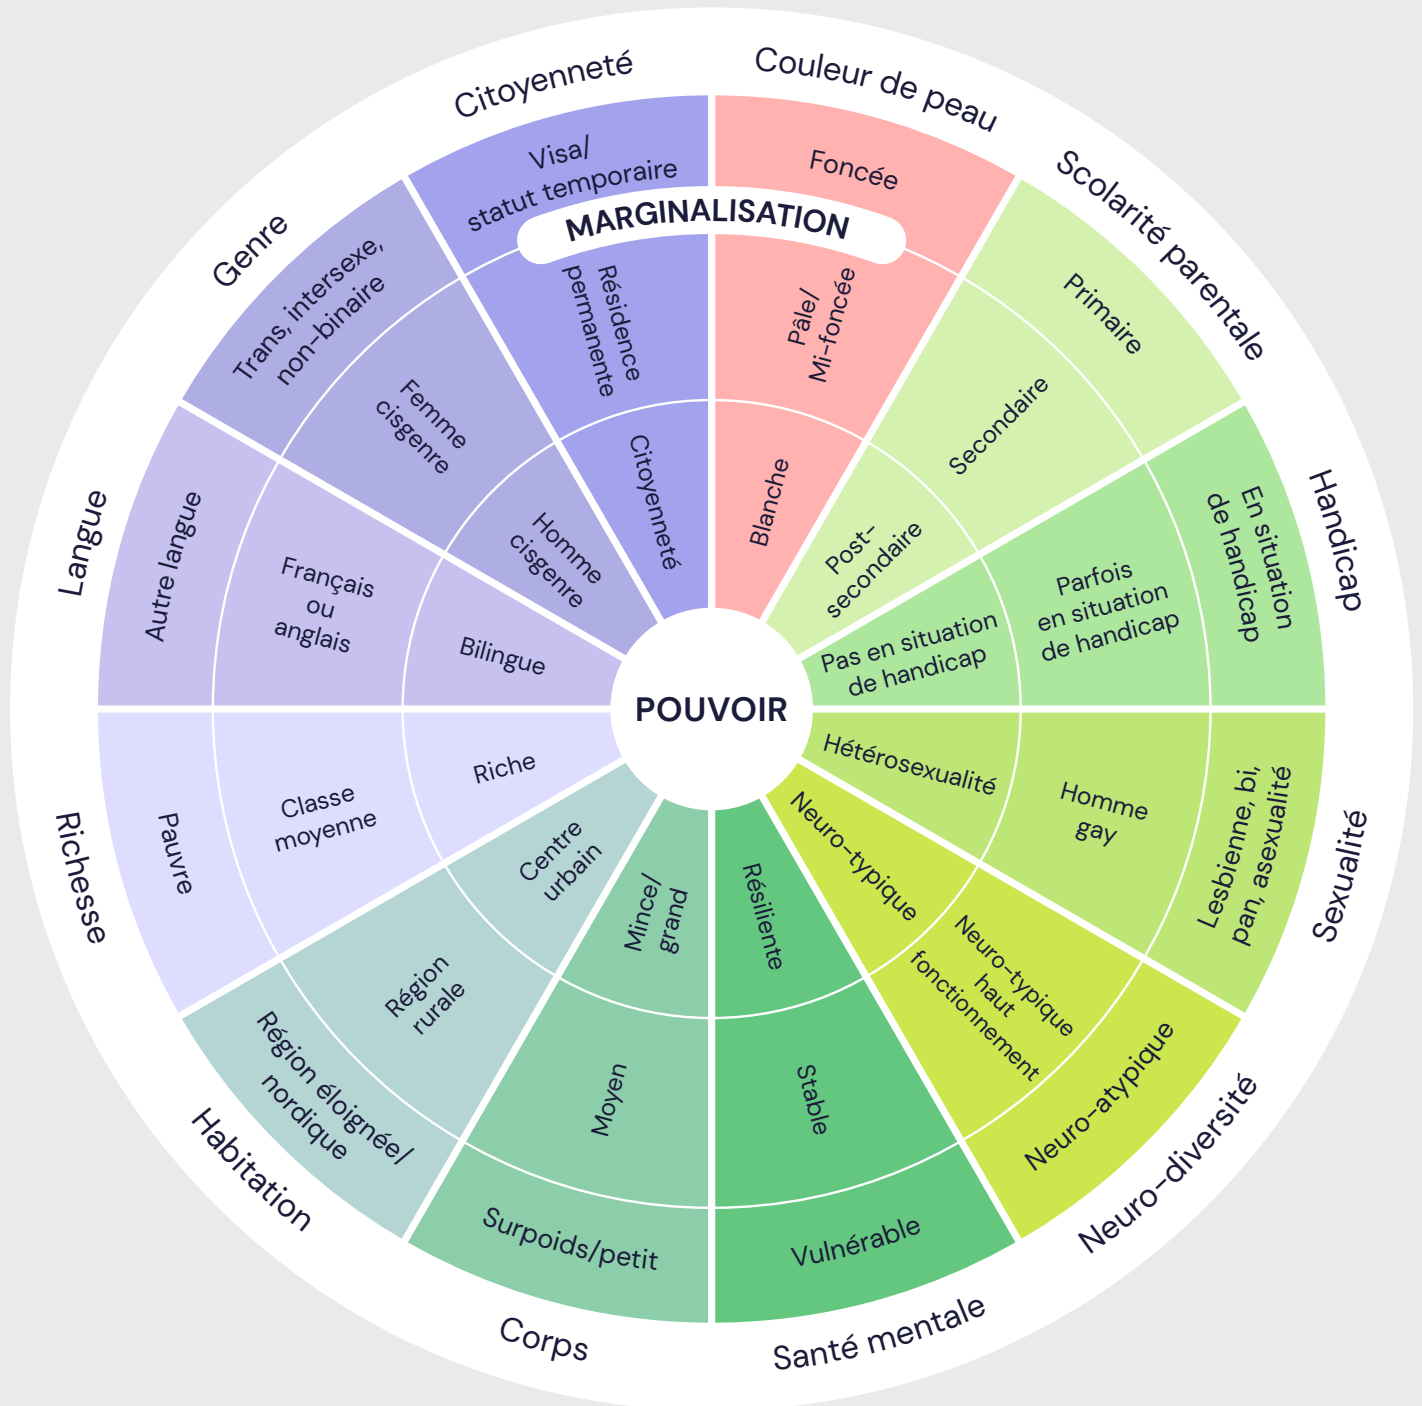 Citoyenneté
Visa/
statut temporaire
Résidence
permanente
Citoyenneté
Couleur de peau
Foncée
MARGINALISATION
Pâle/
Mi-foncée
Blanche
Scolarité parentale
Primaire
Secondaire
Post-
secondaire
Handicap
En situation
de handicap
Parfois
en situation
de handicap
Pas en situation
de handicap
Sexualité
Lesbienne, bi,
pan, asexualité
Homme
gay
Hétérosexualité
Neuro-diversité
Neuro-atypique
Neuro-typique
haut
fonctionnement
Neuro-typique
Santé mentale
Vulnérable
Stable
Résiliente
Corps
Surpoids/petit
Moyen
Mince/
grand
Habitation
Région éloignée/
nordique
Région
rurale
Centre
urbain
Richesse
Pauvre
Classe
moyenne
Riche
Langue
Autre langue
Français
ou
anglais
Bilingue
Genre
Trans, intersexe,
non-binaire
Femme
cisgenre
Homme
cisgenre
POUVOIR